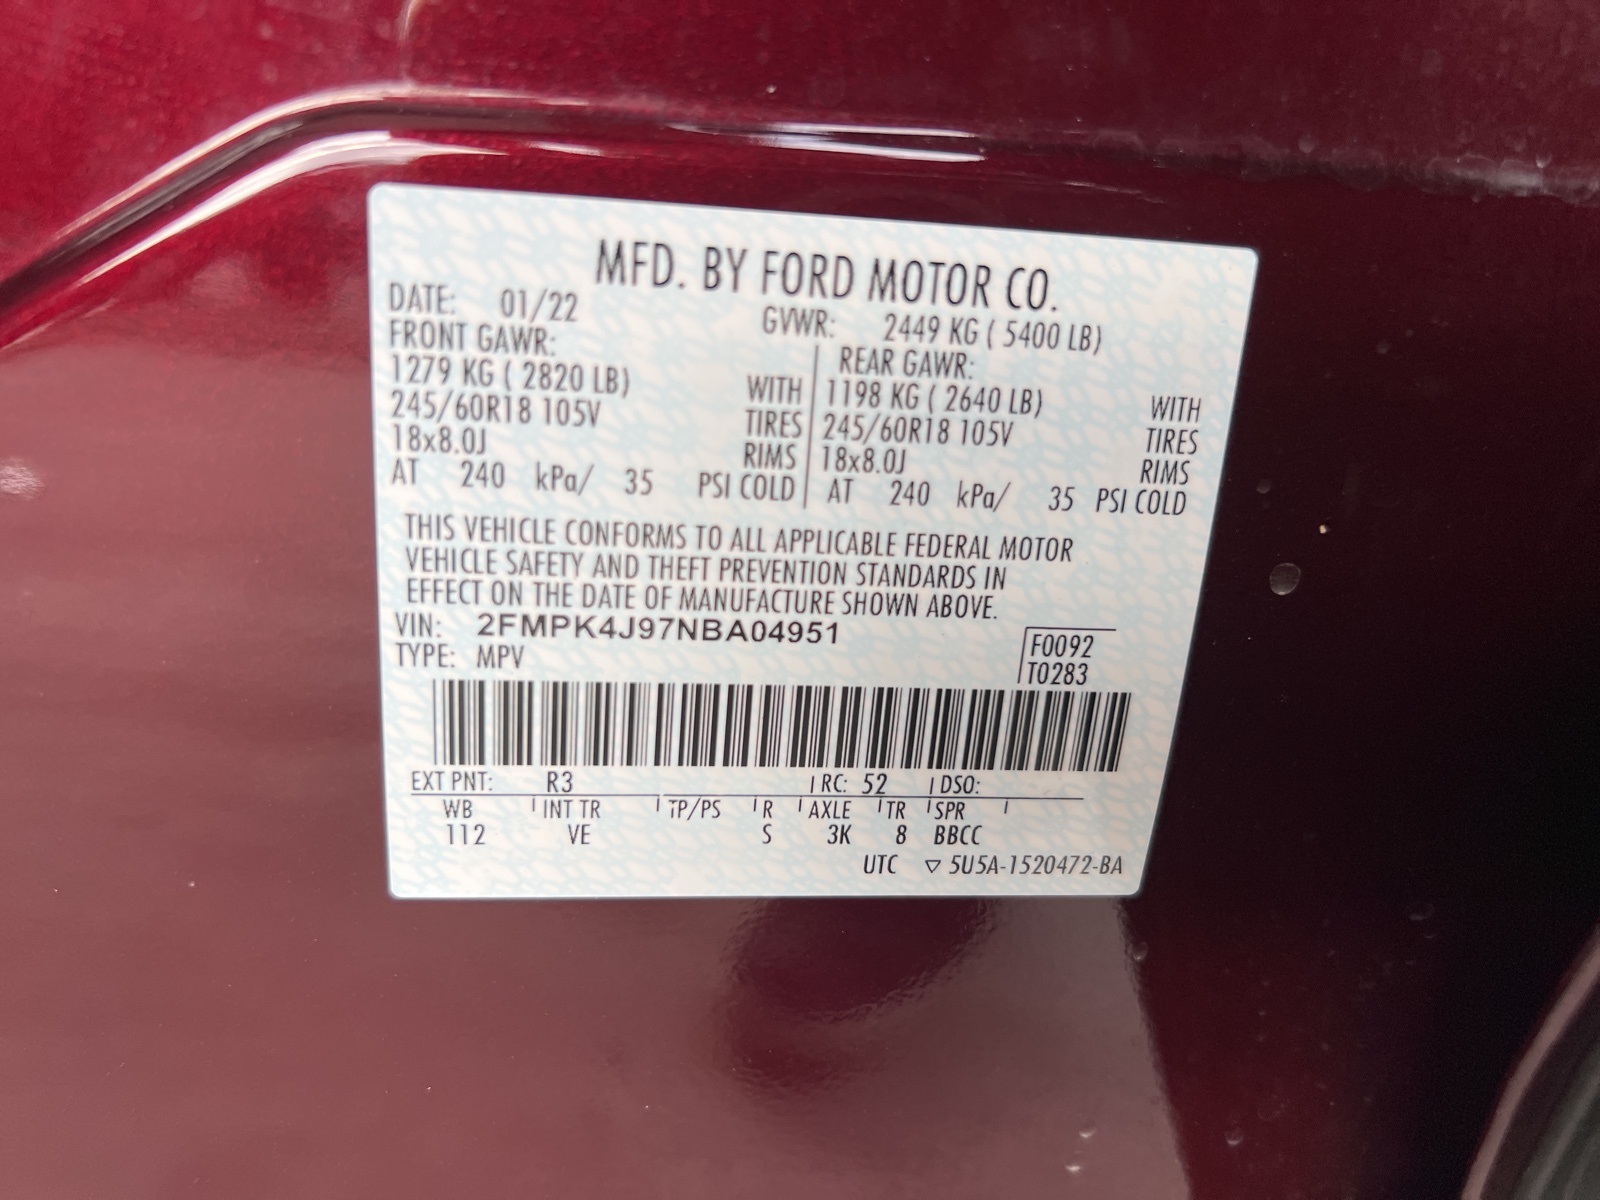 MFD. BY FORD MOTOR CO.
DATE: 01/22 GVWR: 2449 KG ( 5400 LB)
FRONT GAWR: REAR GAWR:
1279 KG ( 2820 LB) WITH 1198 KG ( 2640 LB) WITH
245/60R18 105V TIRES 245/60R18 105V TIRES
18x8.0J RIMS 18x8.0J RIMS
AT 240 kPa/ 35 PSI COLD AT 240 kPa/ 35 PSI COLD
THIS VEHICLE CONFORMS TO ALL APPLICABLE FEDERAL MOTOR
VEHICLE SAFETY AND THEFT PREVENTION STANDARDS IN
EFFECT ON THE DATE OF MANUFACTURE SHOWN ABOVE.
VIN: 2FMPK4J97NBA04951 F0092
TYPE: MPV T0283
EXT PNT: R3 RC: 52 DSO:
WB INT TR TP/PS R AXLE TR SPR
112 VE S 3K 8 BBCC
UTC ▽ 5U5A-1520472-BA